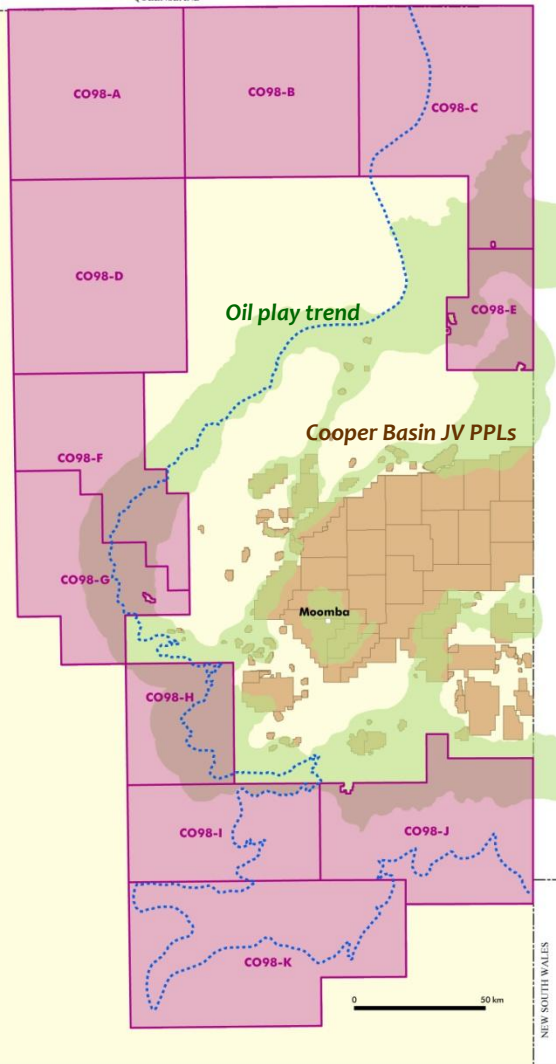 CO98-A
CO98-B
CO98-C
CO98-D
CO98-E
Oil play trend
Cooper Basin JV PPLs
CO98-F
CO98-G
Moomba
CO98-H
CO98-I
CO98-J
CO98-K
0 50 km
NEW SOUTH WALES